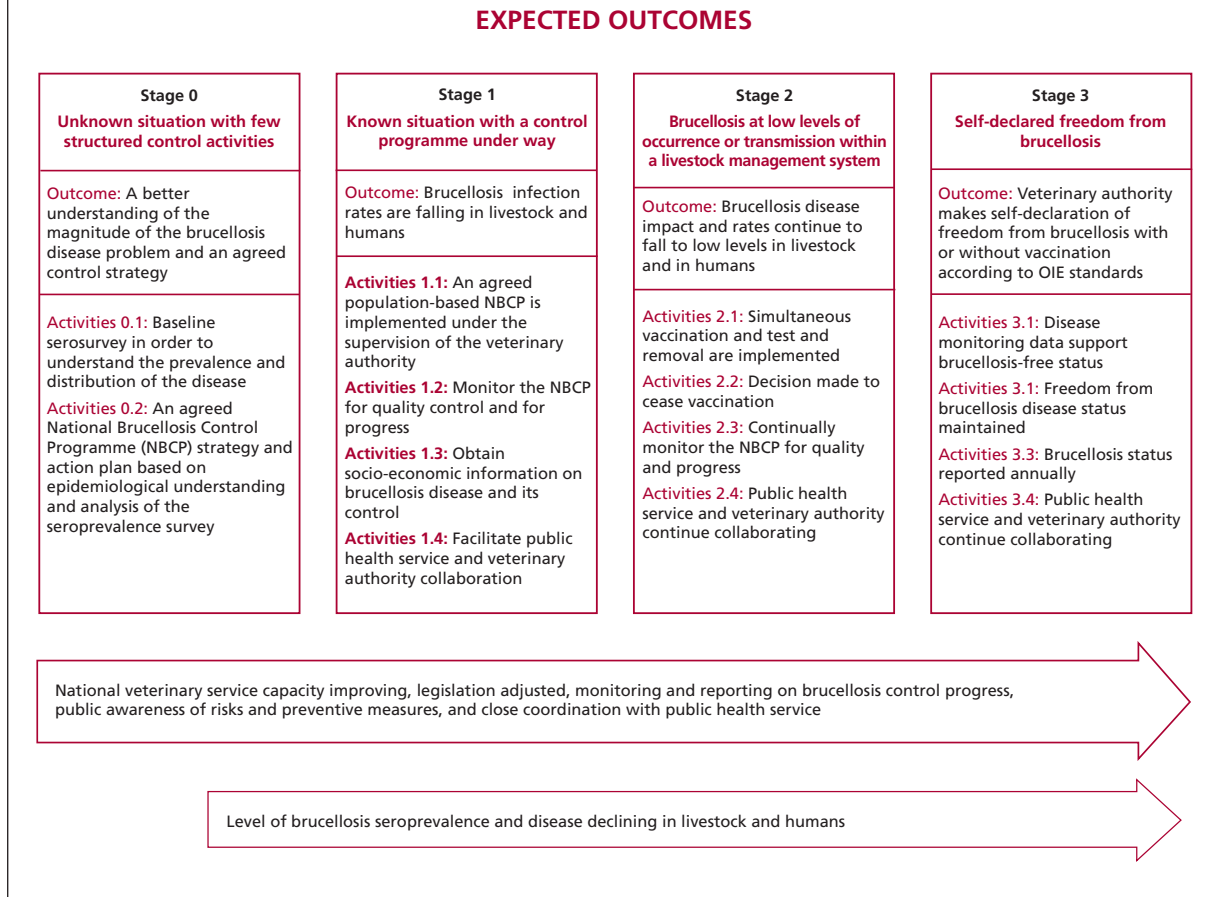 EXPECTED OUTCOMES
Stage 0
Unknown situation with few
structured control activities
Outcome: A better
understanding of the
magnitude of the brucellosis
disease problem and an agreed
control strategy
Activities 0.1: Baseline
serosurvey in order to
understand the prevalence and
distribution of the disease
Activities 0.2: An agreed
National Brucellosis Control
Programme (NBCP) strategy and
action plan based on
epidemiological understanding
and analysis of the
seroprevalence survey
Stage 1
Known situation with a control
programme under way
Outcome: Brucellosis infection
rates are falling in livestock and
humans
Activities 1.1: An agreed
population-based NBCP is
implemented under the
supervision of the veterinary
authority
Activities 1.2: Monitor the NBCP
for quality control and for
progress
Activities 1.3: Obtain
socio-economic information on
brucellosis disease and its
control
Activities 1.4: Facilitate public
health service and veterinary
authority collaboration
Stage 2
Brucellosis at low levels of
occurrence or transmission within
a livestock management system
Outcome: Brucellosis disease
impact and rates continue to
fall to low levels in livestock
and in humans
Activities 2.1: Simultaneous
vaccination and test and
removal are implemented
Activities 2.2: Decision made to
cease vaccination
Activities 2.3: Continually
monitor the NBCP for quality
and progress
Activities 2.4: Public health
service and veterinary authority
continue collaborating
Stage 3
Self-declared freedom from
brucellosis
Outcome: Veterinary authority
makes self-declaration of
freedom from brucellosis with
or without vaccination
according to OIE standards
Activities 3.1: Disease
monitoring data support
brucellosis-free status
Activities 3.1: Freedom from
brucellosis disease status
maintained
Activities 3.3: Brucellosis status
reported annually
Activities 3.4: Public health
service and veterinary authority
continue collaborating
National veterinary service capacity improving, legislation adjusted, monitoring and reporting on brucellosis control progress,
public awareness of risks and preventive measures, and close coordination with public health service
Level of brucellosis seroprevalence and disease declining in livestock and humans